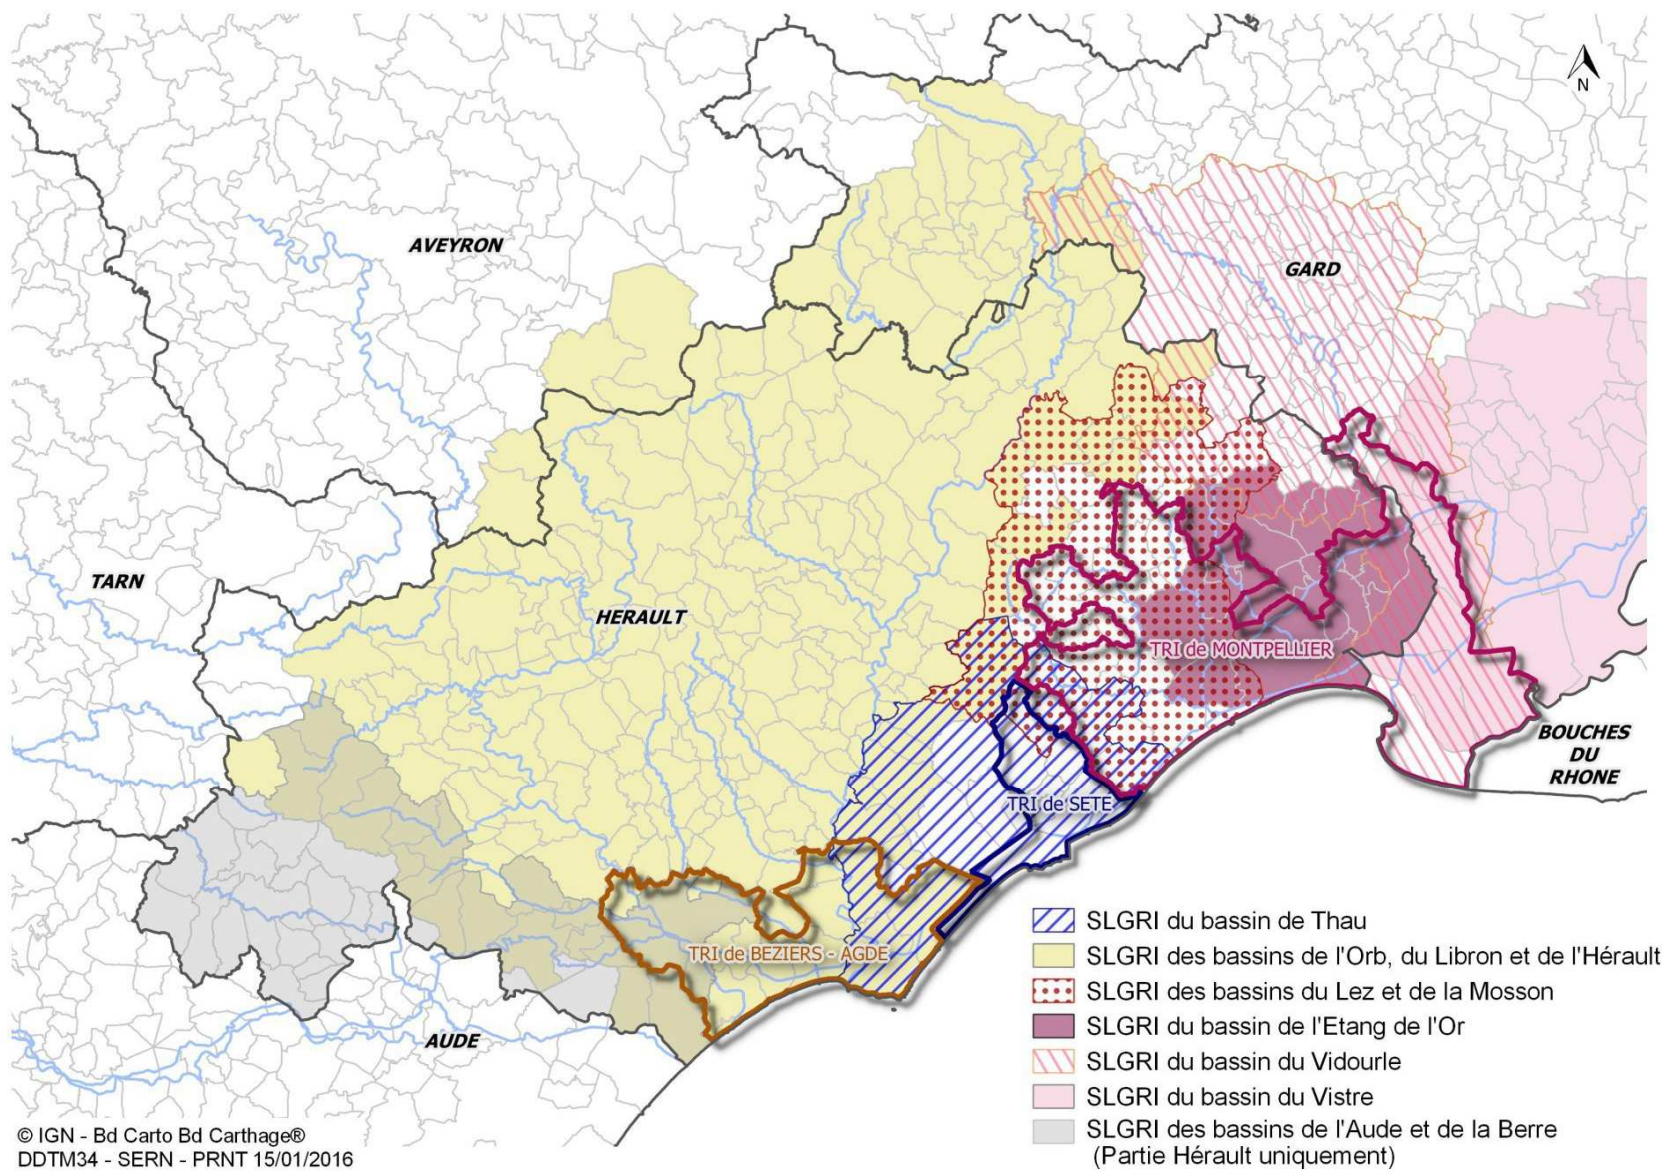 N
AVEYRON
GARD
TARN
HERAULT
TRI de MONTPELLIER
BOUCHES
DU
RHONE
TRI de SETE
TRI de BEZIERS - AGDE
AUDE
SLGRI du bassin de Thau
SLGRI des bassins de l'Orb, du Libron et de l'Hérault
SLGRI des bassins du Lez et de la Mosson
SLGRI du bassin de l'Etang de l'Or
SLGRI du bassin du Vidourle
SLGRI du bassin du Vistre
SLGRI des bassins de l'Aude et de la Berre
(Partie Hérault uniquement)
© IGN - Bd Carto Bd Carthage®
DDTM34 - SERN - PRNT 15/01/2016